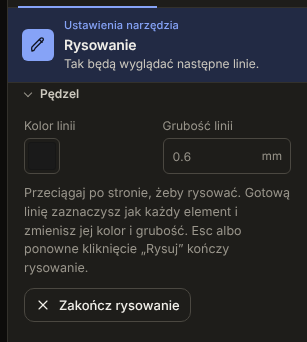 Ustawienia narzędzia
Rysowanie
Tak będą wyglądać następne linie.
Pędzel
Kolor linii
Grubość linii
0.6 mm
Przeciągaj po stronie, żeby rysować. Gotową
linię zaznaczysz jak każdy element i
zmienisz jej kolor i grubość. Esc albo
ponowne kliknięcie „Rysuj” kończy
rysowanie.
Zakończ rysowanie